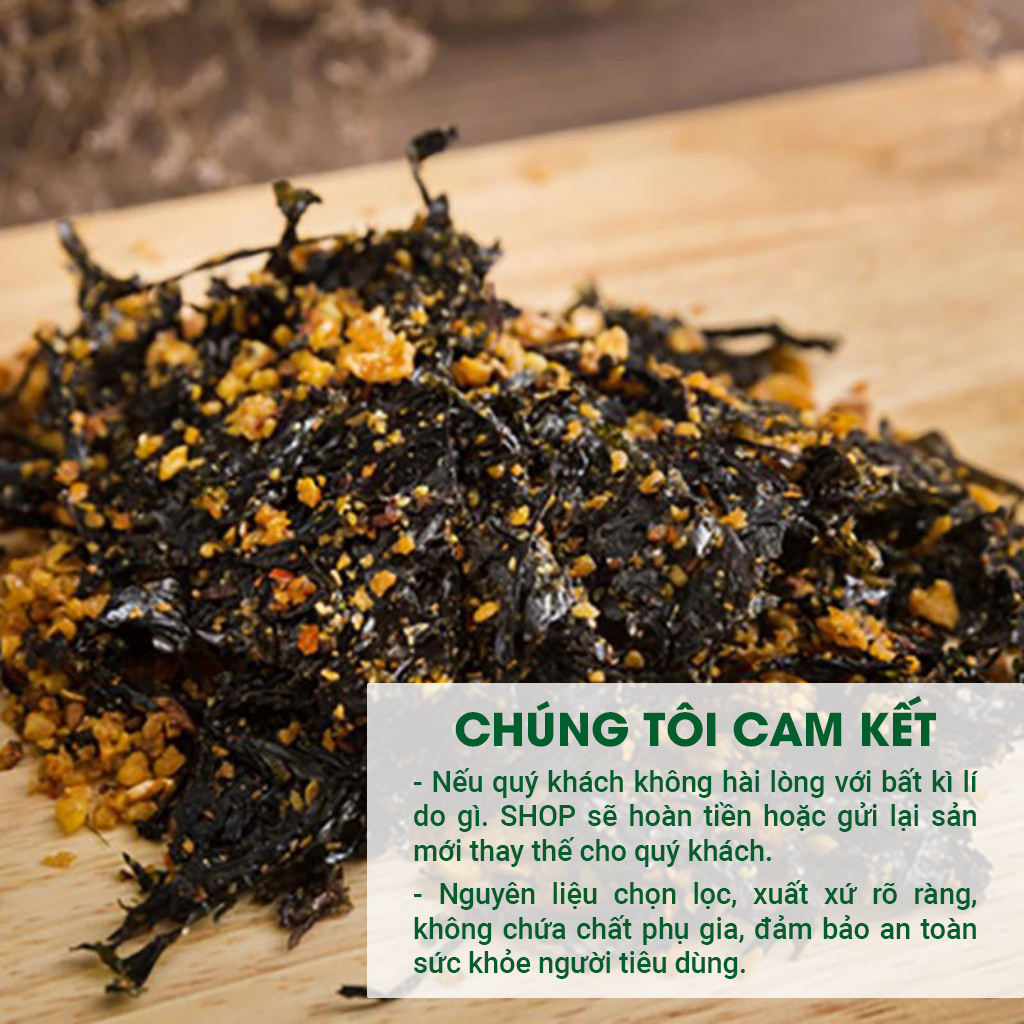 CHÚNG TÔI CAM KẾT
- Nếu quý khách không hài lòng với bất kì lí
do gì. SHOP sẽ hoàn tiền hoặc gửi lại sản
mới thay thế cho quý khách.
- Nguyên liệu chọn lọc, xuất xứ rõ ràng,
không chứa chất phụ gia, đảm bảo an toàn
sức khỏe người tiêu dùng.